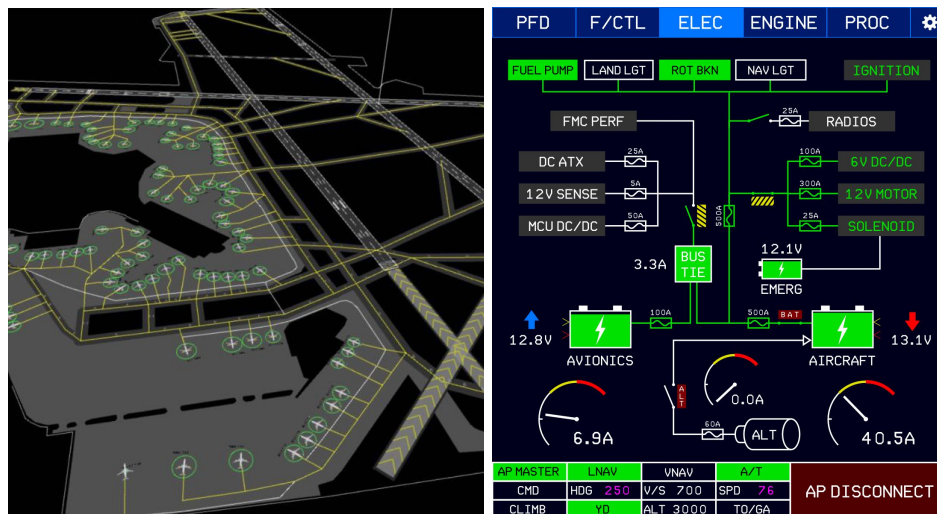 PFD F/CTL ELEC ENGINE PROC
FUEL PUMP LAND LGT ROT BKN NAV LGT IGNITION
25A
FMC PERF RADIOS
25A 100A
DC ATX 6V DC/DC
5A 300A
12V SENSE 12V MOTOR
50A 500A 25A
MCU DC/DC SOLENOID
12.1V
3.3A BUS TIE
EMERG
100A 500A BAT
12.8V 13.1V
AVIONICS AIRCRAFT
ALT
0.0A
60A
6.9A ALT 40.5A
AP MASTER LNAV VNAV A/T
CMD HDG 250 V/S 700 SPD 76 AP DISCONNECT
CLIMB YD ALT 3000 TO/GA